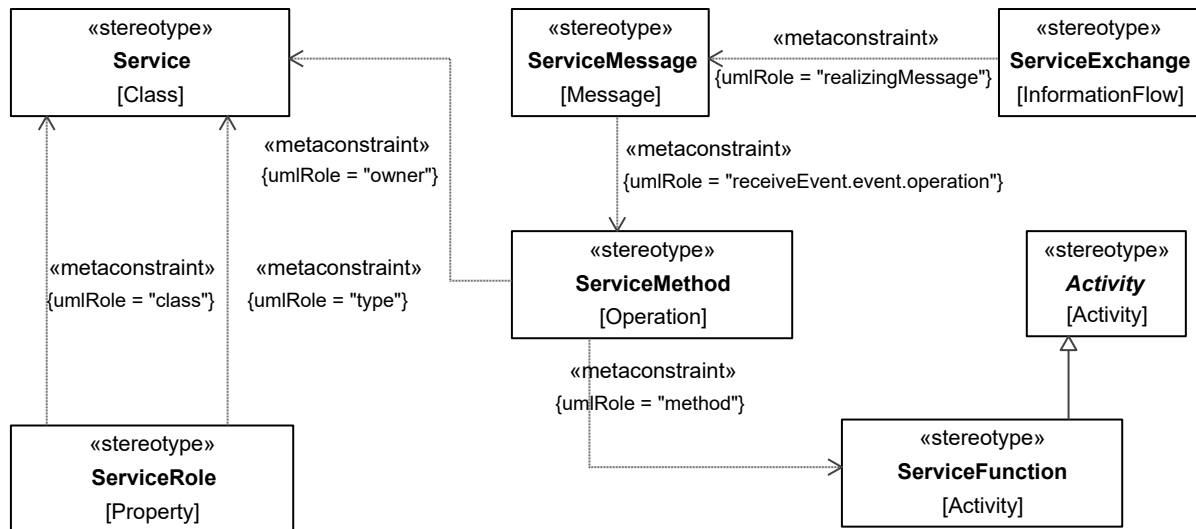 «stereotype»
Service
[Class]
«stereotype»
ServiceMessage
[Message]
«metaconstraint»
{umlRole = "realizingMessage"}
«stereotype»
ServiceExchange
[InformationFlow]
«metaconstraint»
{umlRole = "owner"}
«metaconstraint»
{umlRole = "receiveEvent.event.operation"}
«metaconstraint»
{umlRole = "class"}
«metaconstraint»
{umlRole = "type"}
«stereotype»
ServiceMethod
[Operation]
«stereotype»
Activity
[Activity]
«metaconstraint»
{umlRole = "method"}
«stereotype»
ServiceRole
[Property]
«stereotype»
ServiceFunction
[Activity]